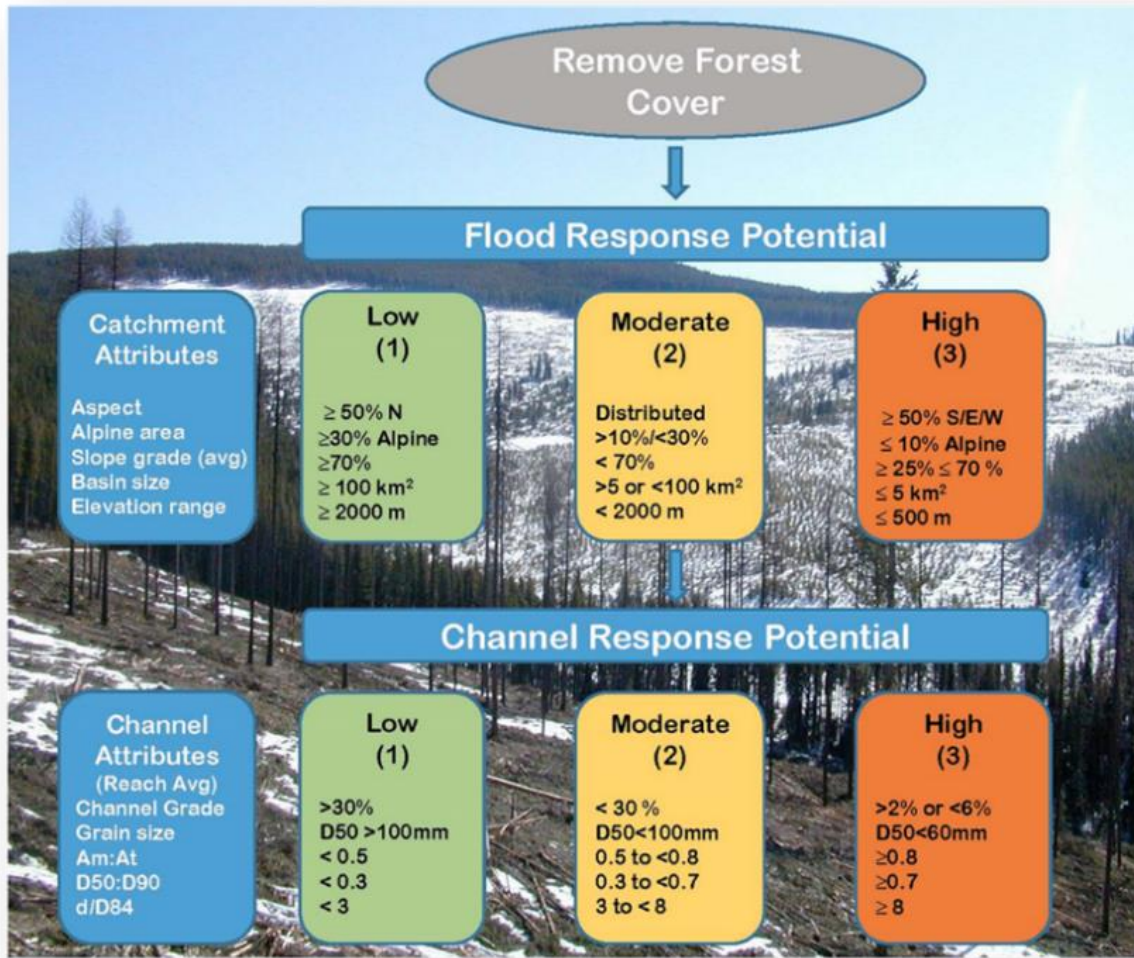 Remove Forest
Cover
Flood Response Potential
Catchment
Attributes
Aspect
Alpine area
Slope grade (avg)
Basin size
Elevation range
Low
(1)
≥ 50% N
≥30% Alpine
≥70%
≥ 100 km²
≥ 2000 m
Moderate
(2)
Distributed
>10%/<30%
< 70%
>5 or <100 km²
< 2000 m
High
(3)
≥ 50% S/E/W
≤ 10% Alpine
≥ 25% ≤ 70 %
≤ 5 km²
≤ 500 m
Channel Response Potential
Channel
Attributes
(Reach Avg)
Channel Grade
Grain size
Am:At
D50:D90
d/D84
Low
(1)
>30%
D50 >100mm
< 0.5
< 0.3
< 3
Moderate
(2)
< 30 %
D50<100mm
0.5 to <0.8
0.3 to <0.7
3 to < 8
High
(3)
>2% or <6%
D50<60mm
≥0.8
≥0.7
≥ 8